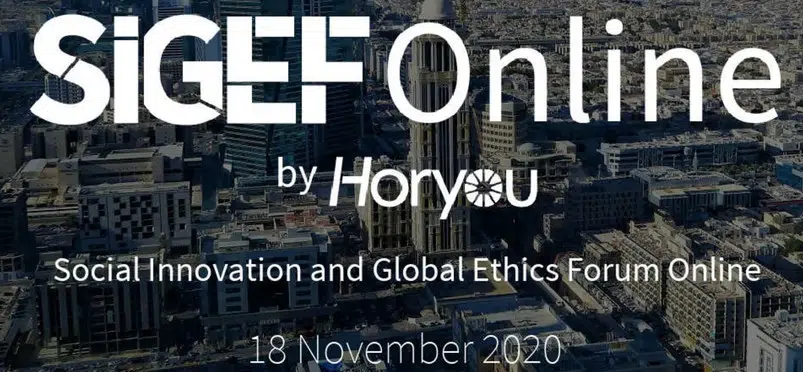 SIGEF Online
by Horyou
Social Innovation and Global Ethics Forum Online
18 November 2020